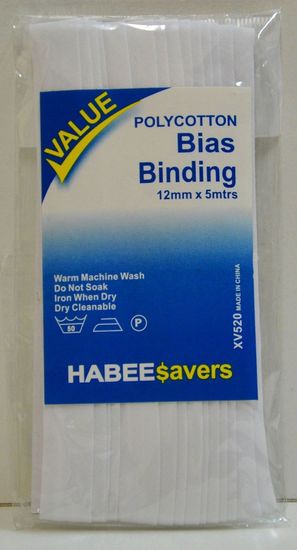 VALUE
POLYCOTTON
Bias
Binding
12mm x 5mtrs
Warm Machine Wash
Do Not Soak
Iron When Dry
Dry Cleanable
50
P
XV520 MADE IN CHINA
HABEE$avers